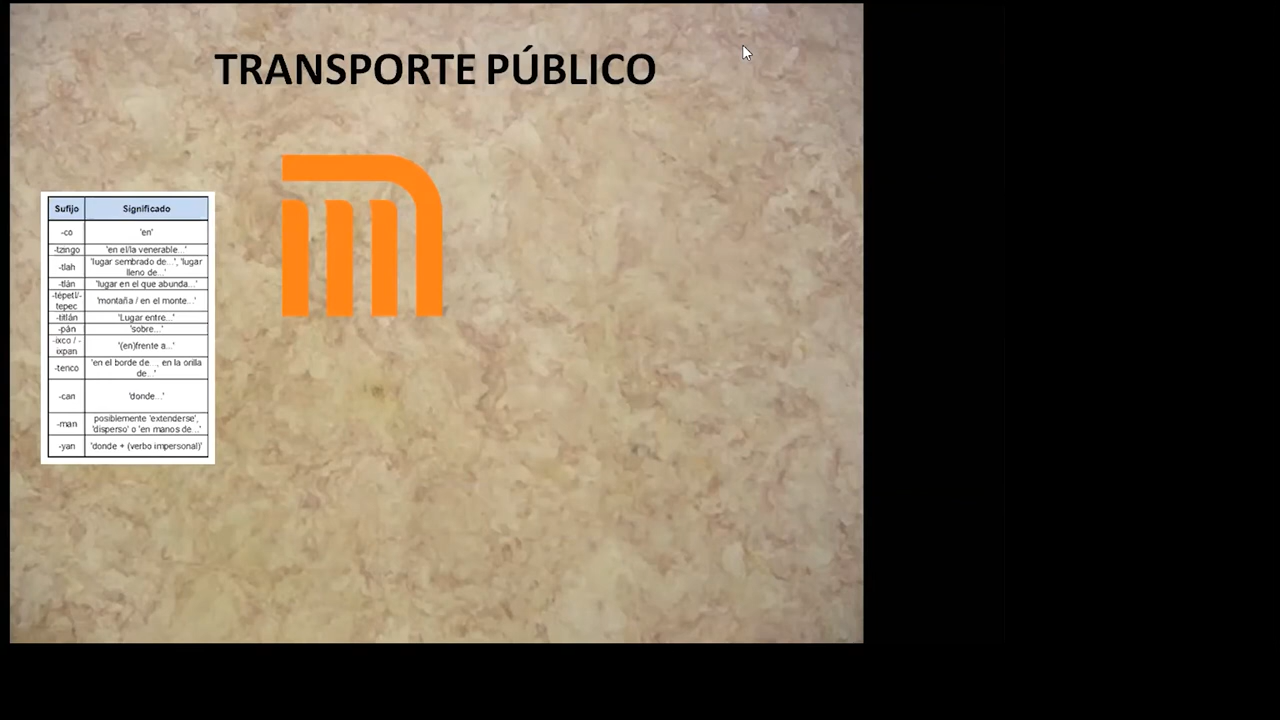 TRANSPORTE PÚBLICO
Sufijo Significado
-co 'en'
-tzingo 'en el/la venerable...'
-tlah 'lugar sembrado de...', 'lugar
lleno de...'
-tlán 'lugar en el que abunda...'
-tépetl/-
tepec 'montaña / en el monte...'
-titlán 'Lugar entre...'
-pàn 'sobre...'
-ixco / -
ixpan '(en)frente a...'
-tenco 'en el borde de..., en la orilla
de...'
-can 'donde...'
-man posiblemente 'extenderse',
'disperso' o 'en manos de...'
-yan 'donde + (verbo impersonal)'